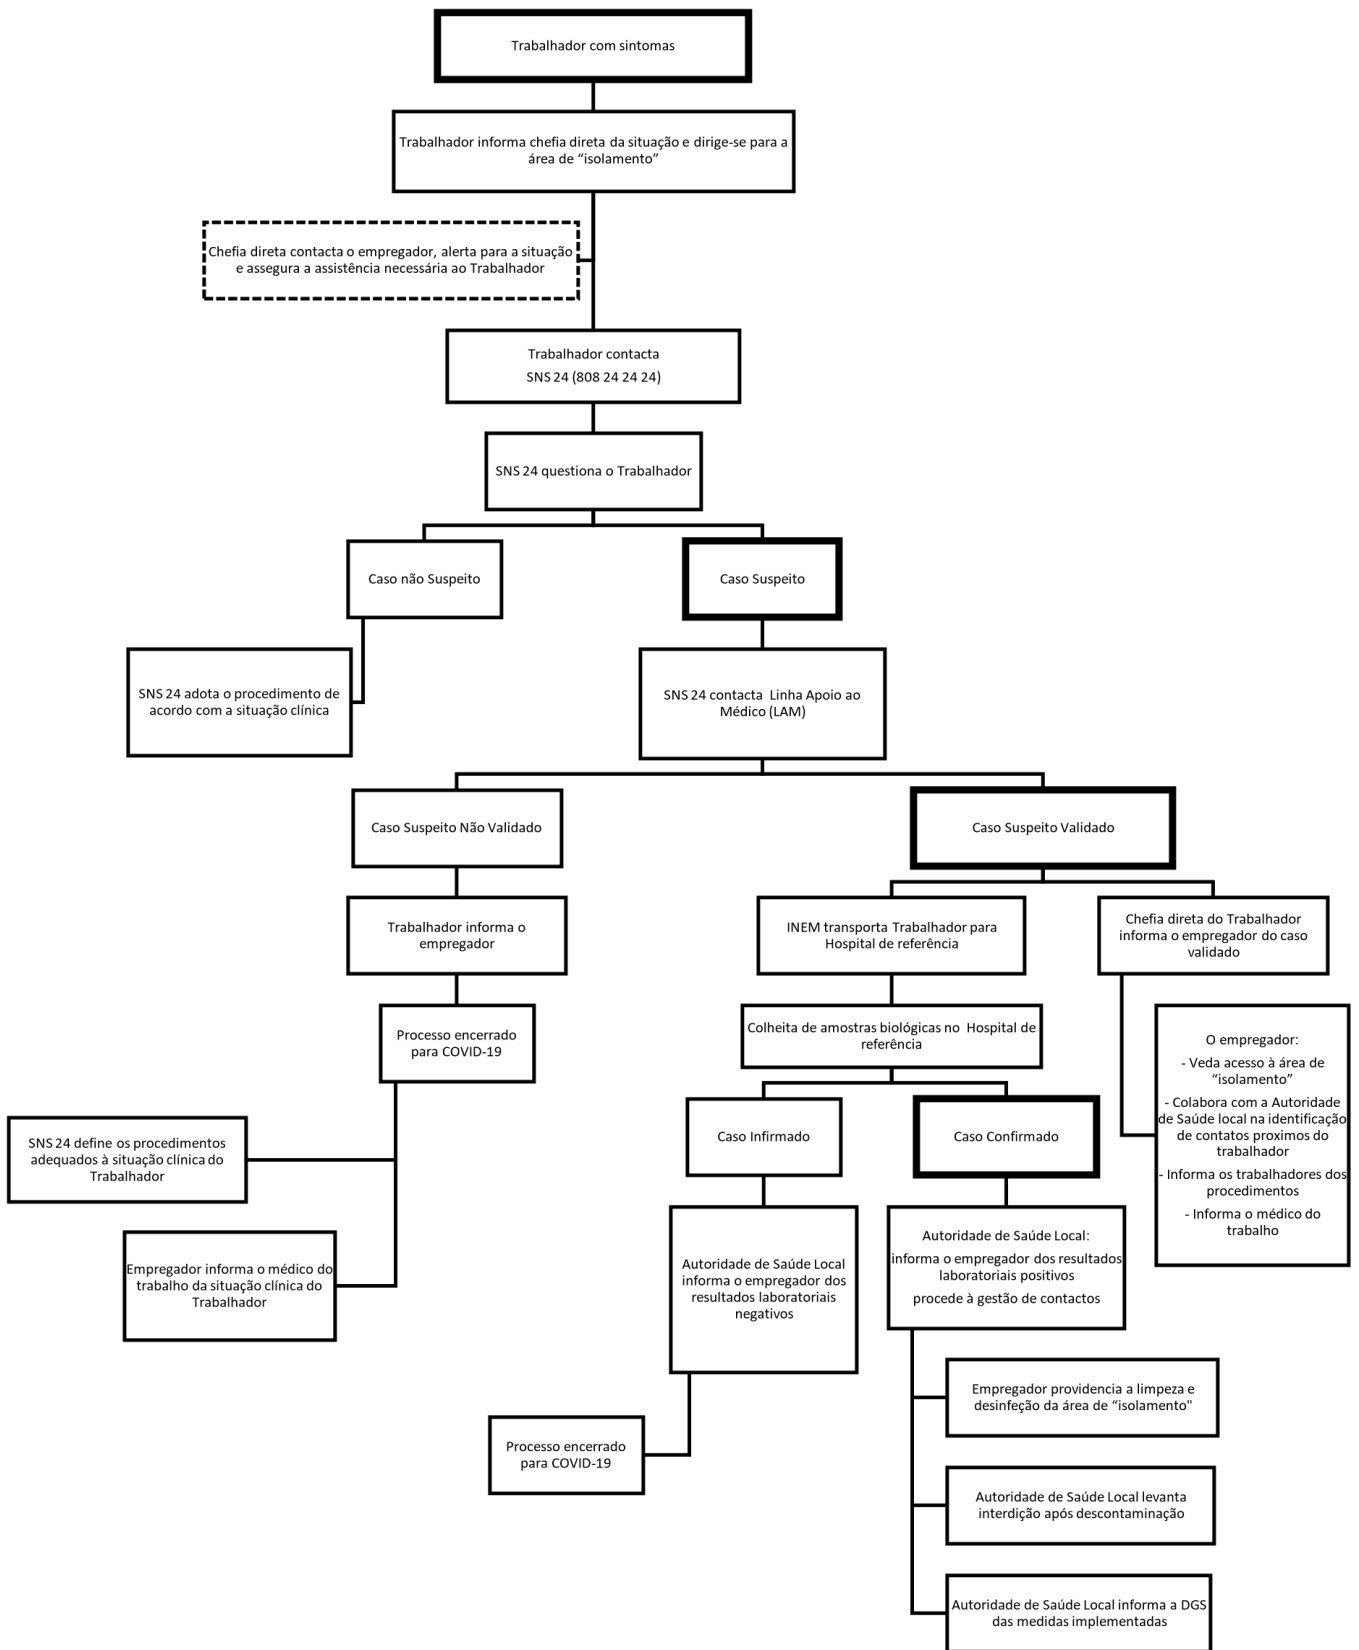 Trabalhador com sintomas
Trabalhador informa chefia direta da situação e dirige-se para a
área de “isolamento”
Chefia direta contacta o empregador, alerta para a situação
e assegura a assistência necessária ao Trabalhador
Trabalhador contacta
SNS 24 (808 24 24 24)
SNS 24 questiona o Trabalhador
Caso não Suspeito
Caso Suspeito
SNS 24 adota o procedimento de
acordo com a situação clínica
SNS 24 contacta Linha Apoio ao
Médico (LAM)
Caso Suspeito Não Validado
Caso Suspeito Validado
Trabalhador informa o
empregador
INEM transporta Trabalhador para
Hospital de referência
Chefia direta do Trabalhador
informa o empregador do caso
validado
Processo encerrado
para COVID-19
Colheita de amostras biológicas no Hospital de
referência
O empregador:
- Veda acesso à área de
“isolamento”
- Colabora com a Autoridade
de Saúde local na identificação
de contatos proximos do
trabalhador
- Informa os trabalhadores dos
procedimentos
- Informa o médico do
trabalho
SNS 24 define os procedimentos
adequados à situação clínica do
Trabalhador
Caso Infirmado
Caso Confirmado
Empregador informa o médico do
trabalho da situação clínica do
Trabalhador
Autoridade de Saúde Local
informa o empregador dos
resultados laboratoriais
negativos
Autoridade de Saúde Local:
informa o empregador dos resultados
laboratoriais positivos
procede à gestão de contactos
Processo encerrado
para COVID-19
Empregador providencia a limpeza e
desinfeção da área de “isolamento"
Autoridade de Saúde Local levanta
interdição após descontaminação
Autoridade de Saúde Local informa a DGS
das medidas implementadas